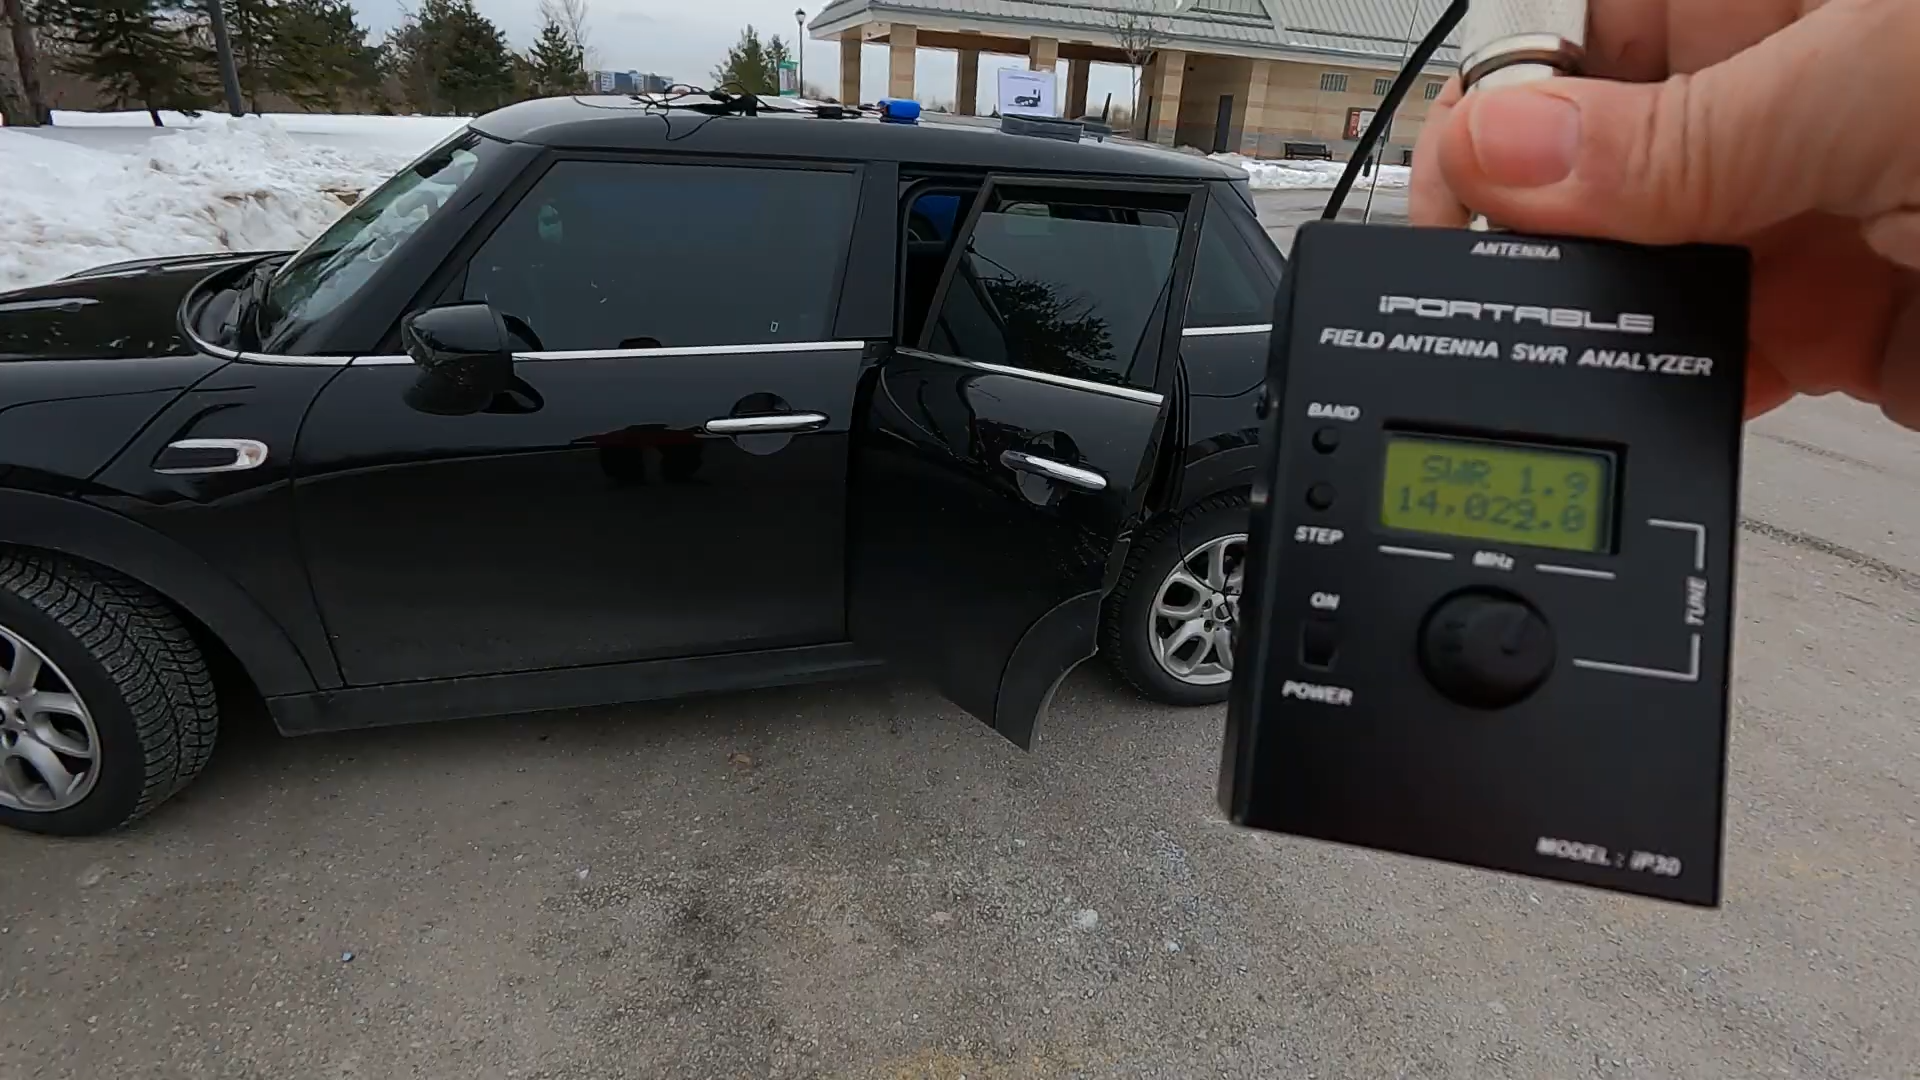 ANTENNA
iPORTABLE
FIELD ANTENNA SWR ANALYZER
BAND
SWR 1.9
14,029.0
STEP
MHz
ON
TUNE
POWER
MODEL : iP30